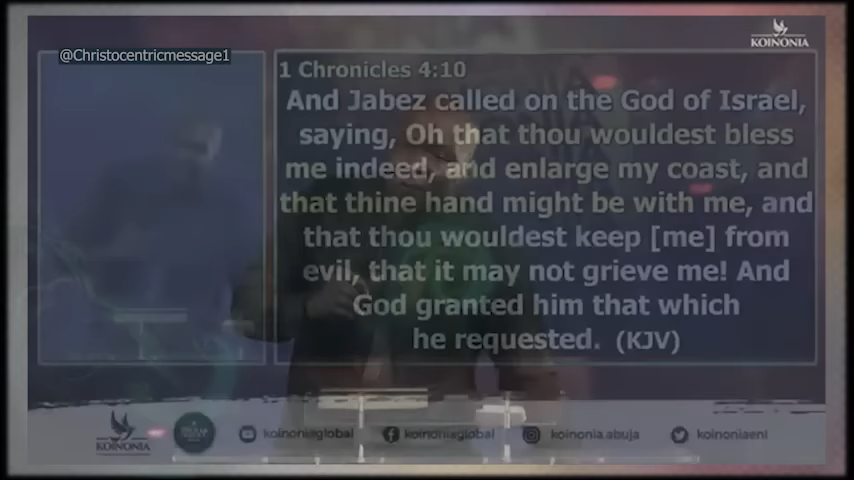 @Christocentricmessage1
KOINONIA
1 Chronicles 4:10
And Jabez called on the God of Israel,
saying, Oh that thou wouldest bless
me indeed, and enlarge my coast, and
that thine hand might be with me, and
that thou wouldest keep [me] from
evil, that it may not grieve me! And
God granted him that which
he requested. (KJV)
KOINONIA
koinoniaglobal
koinoniaglobal
koinonia.abuja
koinoniaeni